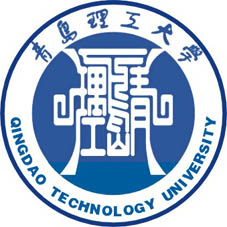 青島理工大學
QINGDAO TECHNOLOGY UNIVERSITY